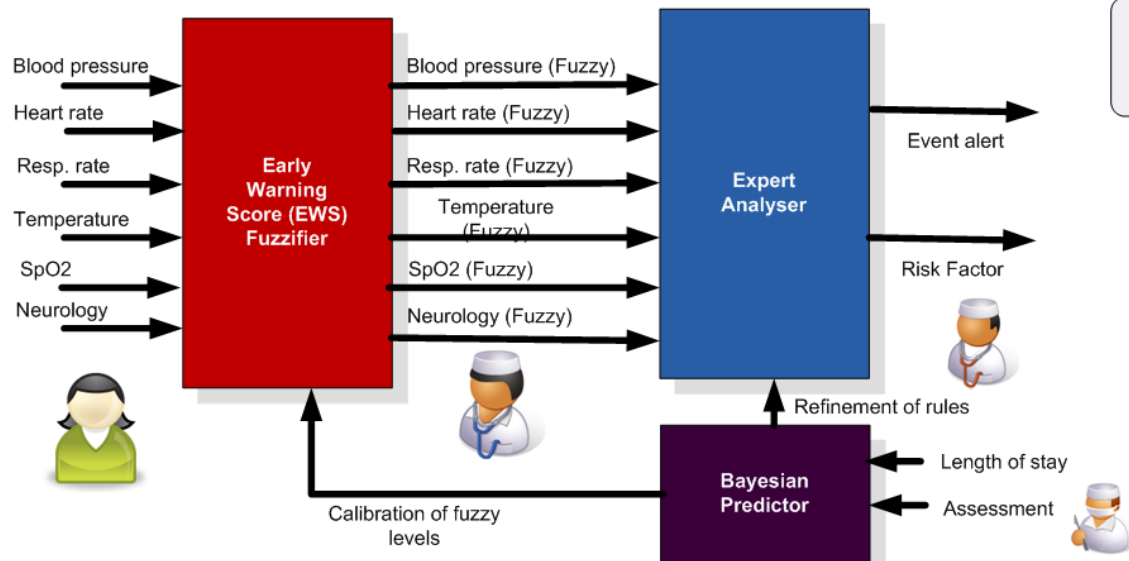 Blood pressure
Heart rate
Resp. rate
Temperature
SpO2
Neurology
Early
Warning
Score (EWS)
Fuzzifier
Blood pressure (Fuzzy)
Heart rate (Fuzzy)
Resp. rate (Fuzzy)
Temperature
(Fuzzy)
SpO2 (Fuzzy)
Neurology (Fuzzy)
Expert
Analyser
Event alert
Risk Factor
Refinement of rules
Bayesian
Predictor
Length of stay
Assessment
Calibration of fuzzy
levels